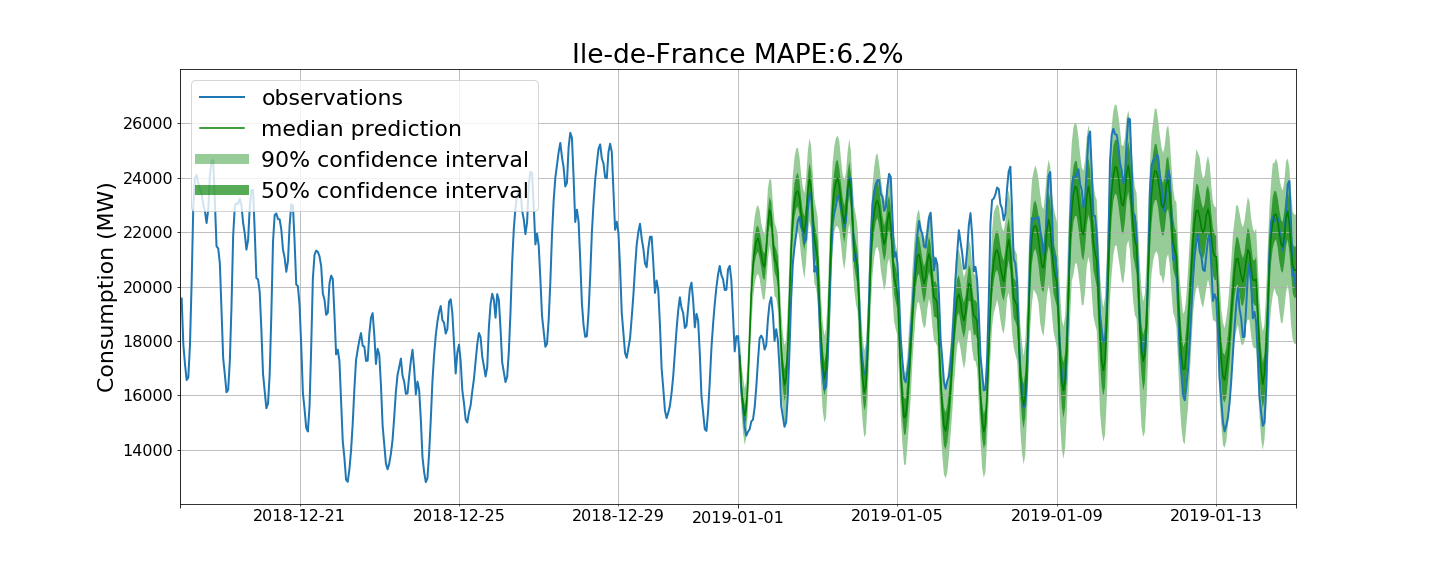 Ile-de-France MAPE:6.2%
observations
median prediction
90% confidence interval
50% confidence interval
Consumption (MW)
26000
24000
22000
20000
18000
16000
14000
2018-12-21
2018-12-25
2018-12-29
2019-01-01
2019-01-05
2019-01-09
2019-01-13